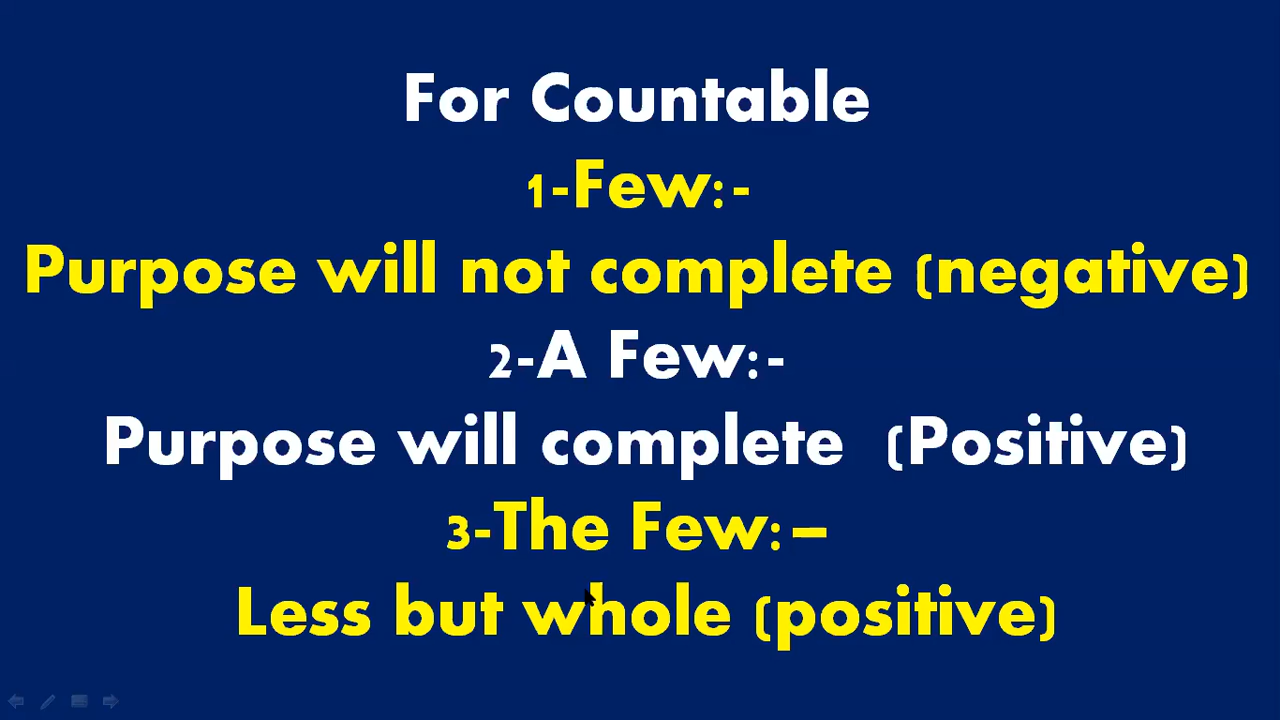 For Countable
1-Few:-
Purpose will not complete (negative)
2-A Few:-
Purpose will complete (Positive)
3-The Few:–
Less but whole (positive)